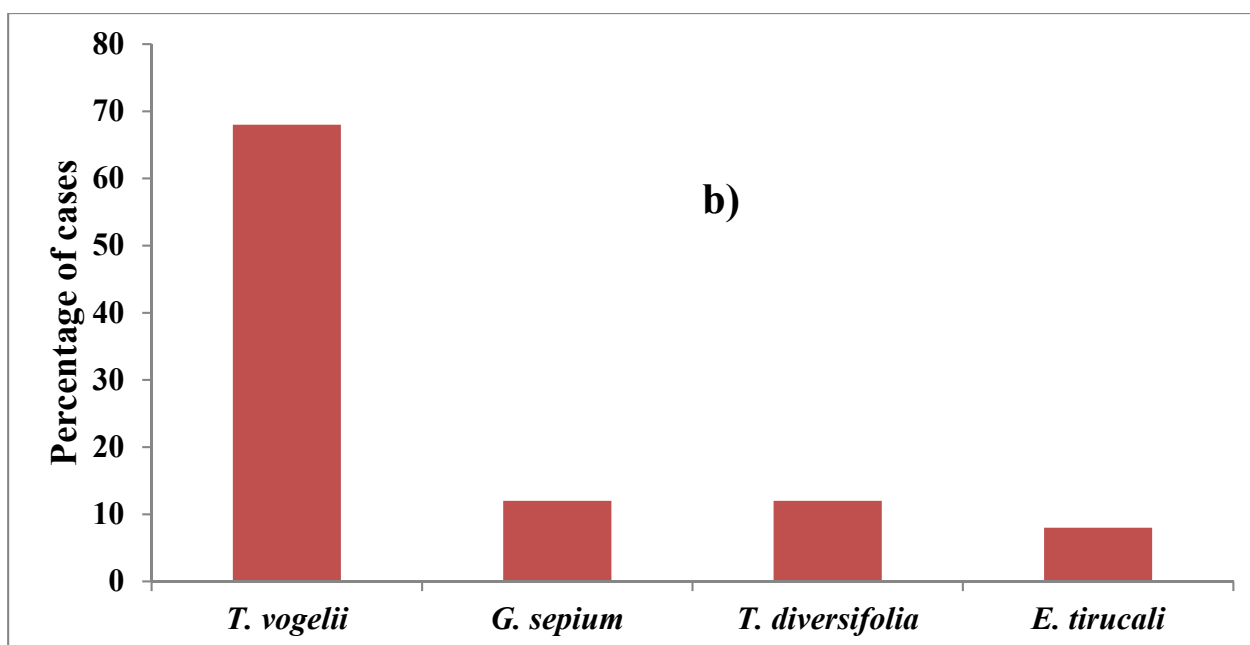 80
70
60
50
40
30
20
10
0
Percentage of cases
b)
T. vogelii
G. sepium
T. diversifolia
E. tirucali